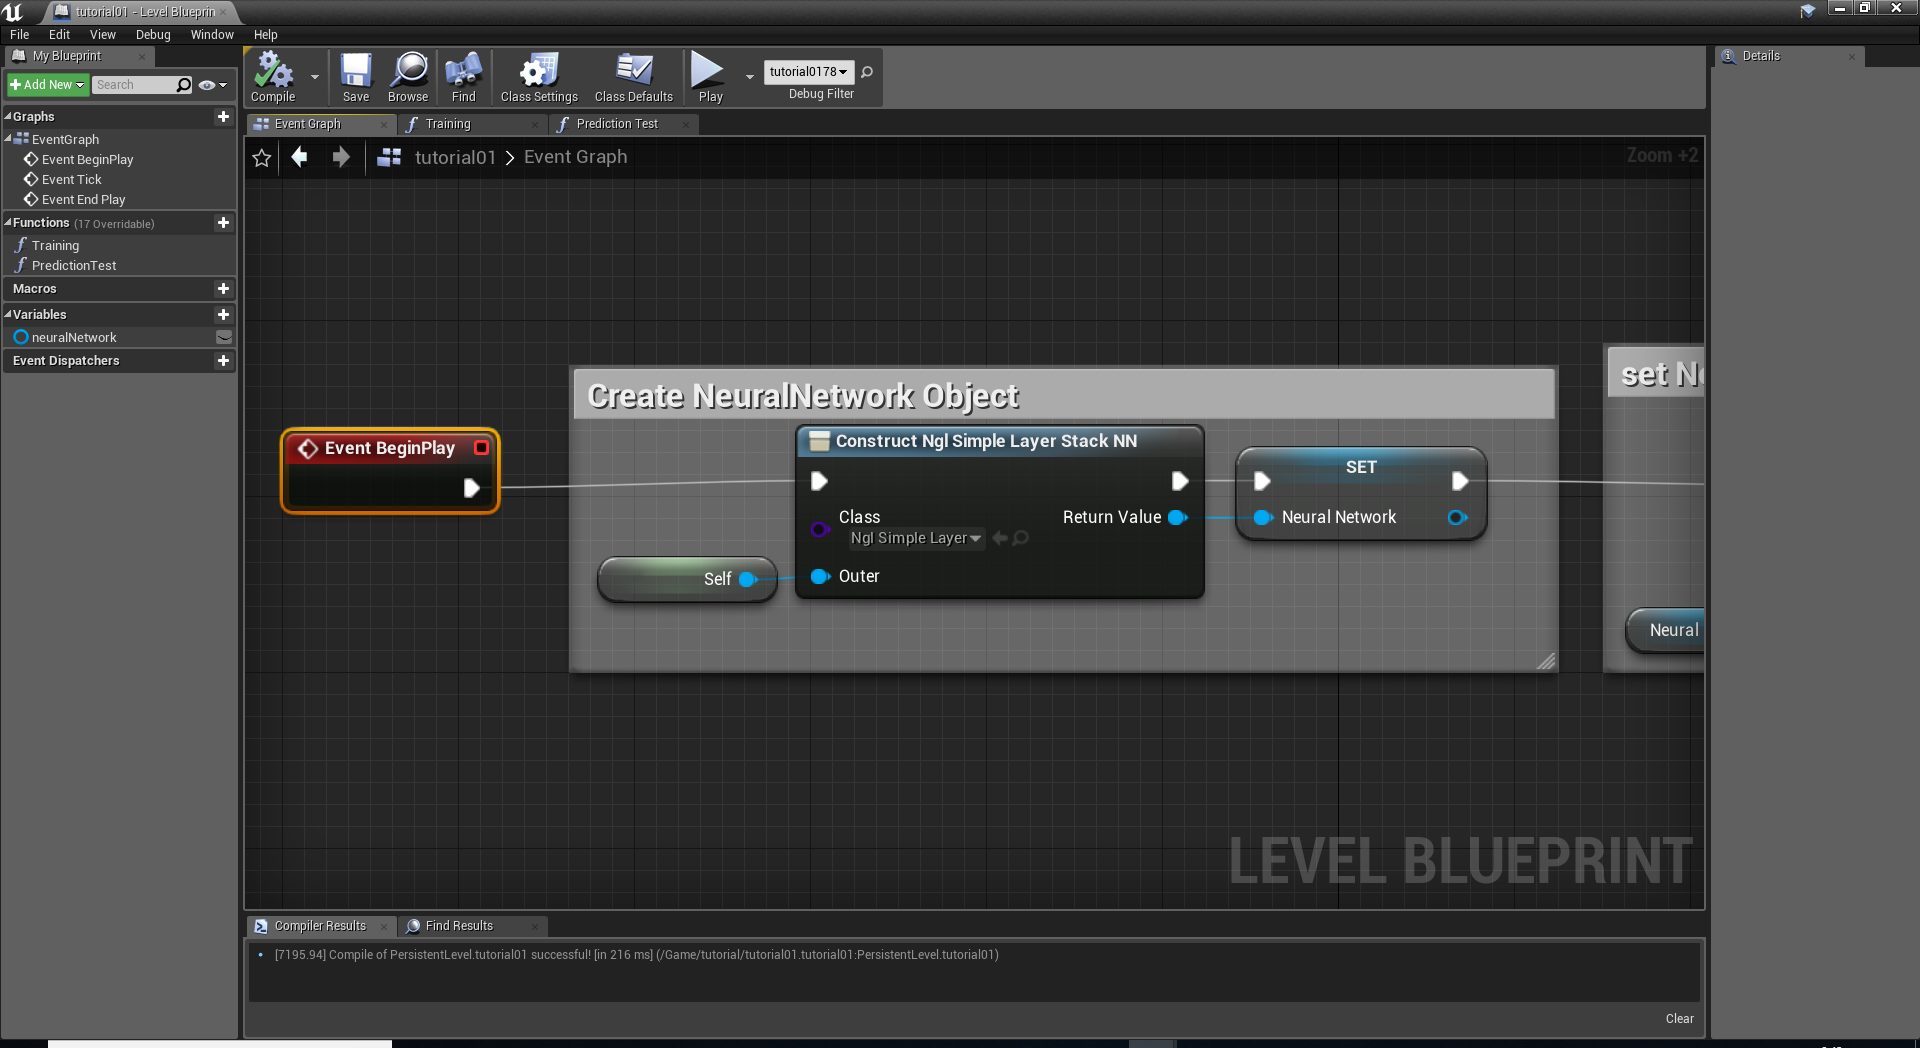 tutorial01 - Level Blueprin
File Edit View Debug Window Help
My Blueprint
Add New
Search
Graphs
EventGraph
Event BeginPlay
Event Tick
Event End Play
Functions (17 Overridable)
Training
PredictionTest
Macros
Variables
neuralNetwork
Event Dispatchers
Compile
Save
Browse
Find
Class Settings
Class Defaults
Play
tutorial0178
Debug Filter
Event Graph
Training
Prediction Test
tutorial01 > Event Graph
Zoom +2
Create NeuralNetwork Object
set Ne
Event BeginPlay
Construct Ngl Simple Layer Stack NN
Class
Ngl Simple Layer
Return Value
Outer
Self
SET
Neural Network
Neural
LEVEL BLUEPRINT
Compiler Results
Find Results
[7195.94] Compile of PersistentLevel.tutorial01 successful! [in 216 ms] (/Game/tutorial/tutorial01.tutorial01:PersistentLevel.tutorial01)
Clear
Details